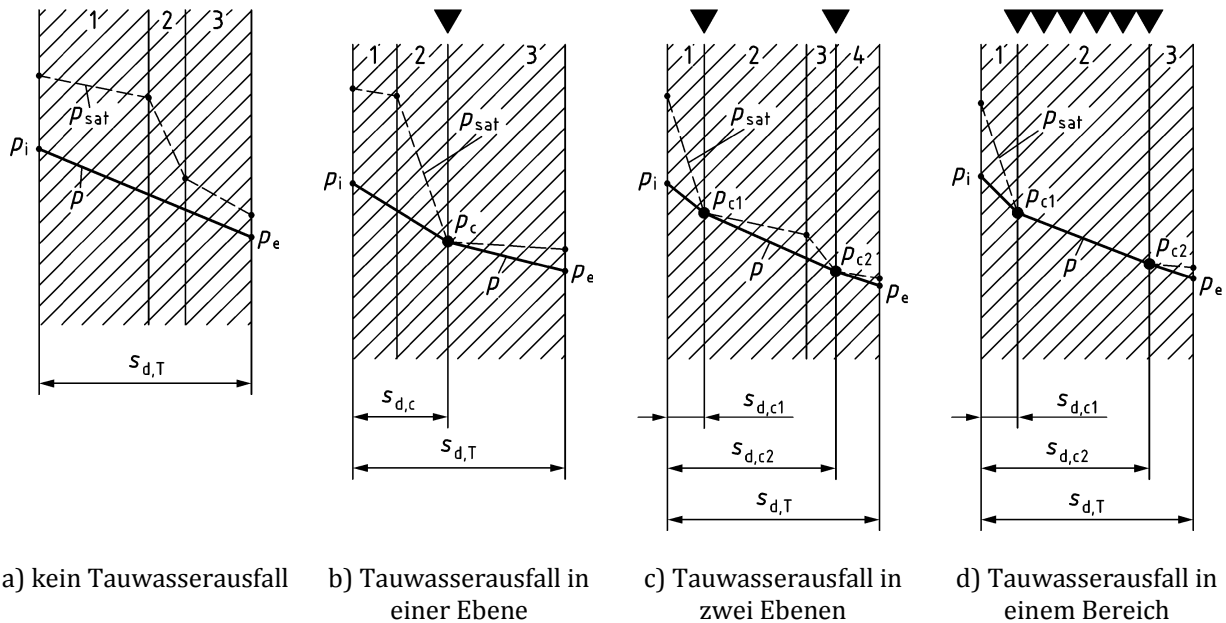 1 2 3
p_sat
p_i
p
p_e
s_d,T
a) kein Tauwasserausfall
1 2 3
p_sat
p_i
p_c
p
p_e
s_d,c
s_d,T
b) Tauwasserausfall in
einer Ebene
1 2 3 4
p_sat
p_i
p_c1
p
p_c2
p_e
s_d,c1
s_d,c2
s_d,T
c) Tauwasserausfall in
zwei Ebenen
1 2 3
p_sat
p_i
p_c1
p
p_c2
p_e
s_d,c1
s_d,c2
s_d,T
d) Tauwasserausfall in
einem Bereich